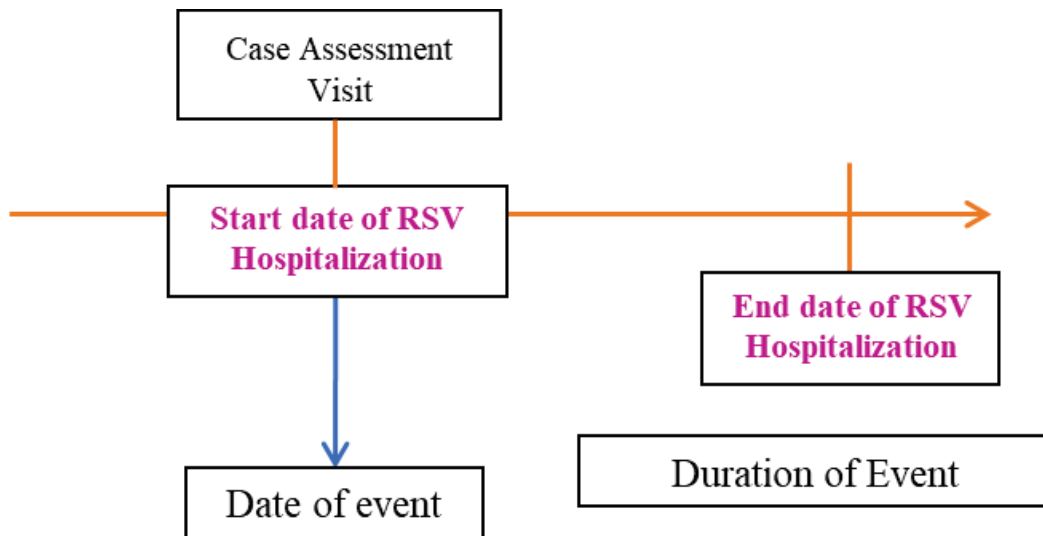 Case Assessment
Visit
Start date of RSV
Hospitalization
End date of RSV
Hospitalization
Date of event
Duration of Event